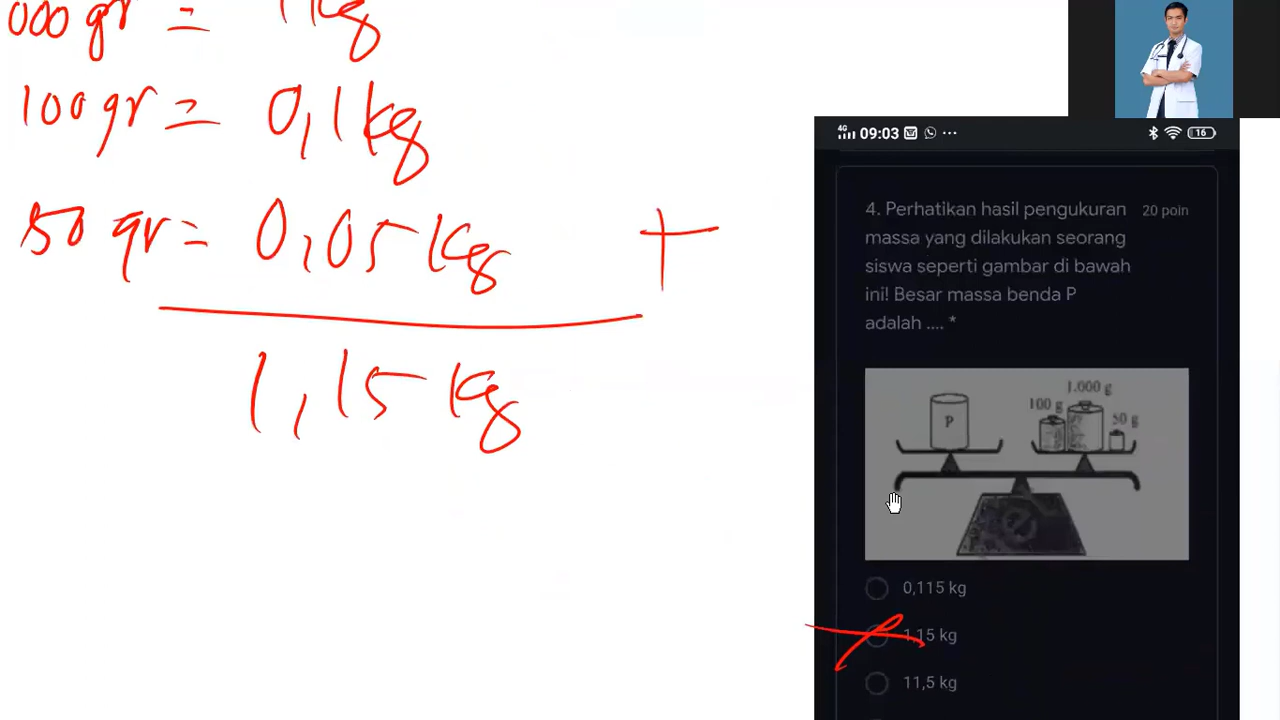 000 gr = 1 kg
100 gr = 0,1 kg
50 gr = 0,05 kg +
1,15 kg
4G 09:03 16
4. Perhatikan hasil pengukuran 20 poin
massa yang dilakukan seorang
siswa seperti gambar di bawah
ini! Besar massa benda P
adalah .... *
P
100 g
1.000 g
50 g
0,115 kg
1,15 kg
11,5 kg